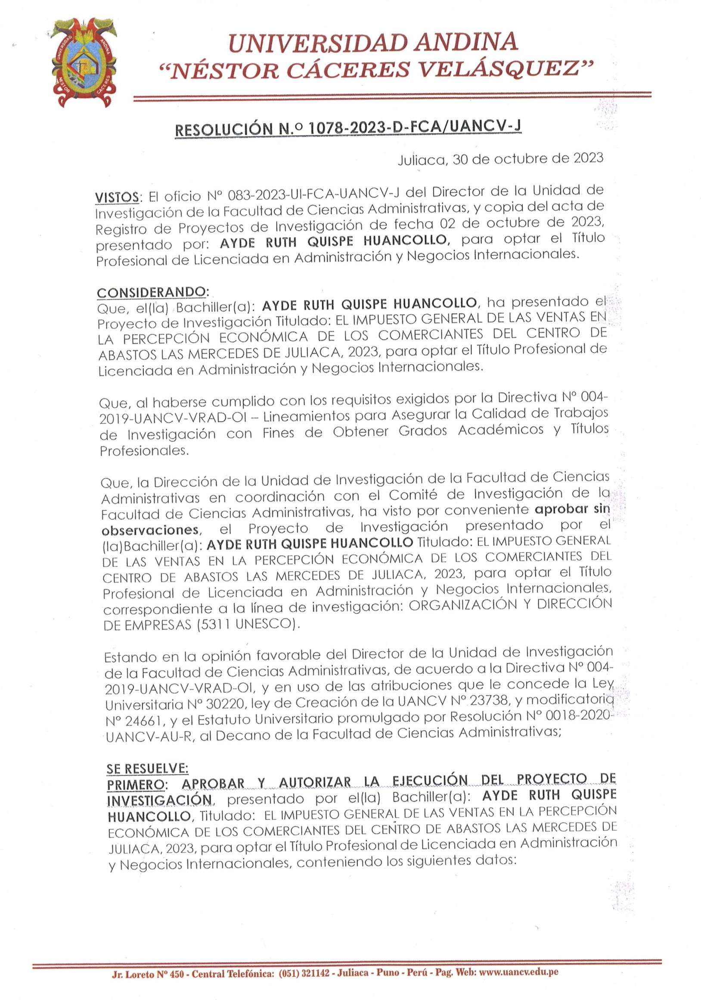 UNIVERSIDAD ANDINA
NESTOR CACERES
UNIVERSIDAD ANDINA
“NÉSTOR CÁCERES VELÁSQUEZ”
RESOLUCIÓN N.º 1078-2023-D-FCA/UANCV-J
Juliaca, 30 de octubre de 2023
VISTOS: El oficio Nº 083-2023-UI-FCA-UANCV-J del Director de la Unidad de
Investigación de la Facultad de Ciencias Administrativas, y copia del acta de
Registro de Proyectos de Investigación de fecha 02 de octubre de 2023,
presentado por: AYDE RUTH QUISPE HUANCOLLO, para optar el Título
Profesional de Licenciada en Administración y Negocios Internacionales.
CONSIDERANDO:
Que, el(la) Bachiller(a): AYDE RUTH QUISPE HUANCOLLO, ha presentado el
Proyecto de Investigación Titulado: EL IMPUESTO GENERAL DE LAS VENTAS EN
LA PERCEPCIÓN ECONÓMICA DE LOS COMERCIANTES DEL CENTRO DE
ABASTOS LAS MERCEDES DE JULIACA, 2023, para optar el Título Profesional de
Licenciada en Administración y Negocios Internacionales.
Que, al haberse cumplido con los requisitos exigidos por la Directiva Nº 004-
2019-UANCV-VRAD-OI – Lineamientos para Asegurar la Calidad de Trabajos
de Investigación con Fines de Obtener Grados Académicos y Títulos
Profesionales.
Que, la Dirección de la Unidad de Investigación de la Facultad de Ciencias
Administrativas en coordinación con el Comité de Investigación de la
Facultad de Ciencias Administrativas, ha visto por conveniente aprobar sin
observaciones, el Proyecto de Investigación presentado por el
(la)Bachiller(a): AYDE RUTH QUISPE HUANCOLLO Titulado: EL IMPUESTO GENERAL
DE LAS VENTAS EN LA PERCEPCIÓN ECONÓMICA DE LOS COMERCIANTES DEL
CENTRO DE ABASTOS LAS MERCEDES DE JULIACA, 2023, para optar el Título
Profesional de Licenciada en Administración y Negocios Internacionales,
correspondiente a la línea de investigación: ORGANIZACIÓN Y DIRECCIÓN
DE EMPRESAS (5311 UNESCO).
Estando en la opinión favorable del Director de la Unidad de Investigación
de la Facultad de Ciencias Administrativas, de acuerdo a la Directiva Nº 004-
2019-UANCV-VRAD-OI, y en uso de las atribuciones que le concede la Ley
Universitaria Nº 30220, ley de Creación de la UANCV Nº 23738, y modificatoria
Nº 24661, y el Estatuto Universitario promulgado por Resolución Nº 0018-2020-
UANCV-AU-R, al Decano de la Facultad de Ciencias Administrativas;
SE RESUELVE:
PRIMERO: APROBAR Y AUTORIZAR LA EJECUCIÓN DEL PROYECTO DE
INVESTIGACIÓN, presentado por el(la) Bachiller(a): AYDE RUTH QUISPE
HUANCOLLO, Titulado: EL IMPUESTO GENERAL DE LAS VENTAS EN LA PERCEPCIÓN
ECONÓMICA DE LOS COMERCIANTES DEL CENTRO DE ABASTOS LAS MERCEDES DE
JULIACA, 2023, para optar el Título Profesional de Licenciada en Administración
y Negocios Internacionales, conteniendo los siguientes datos:
Jr. Loreto Nº 450 - Central Telefónica: (051) 321142 - Juliaca - Puno - Perú - Pag. Web: www.uancv.edu.pe